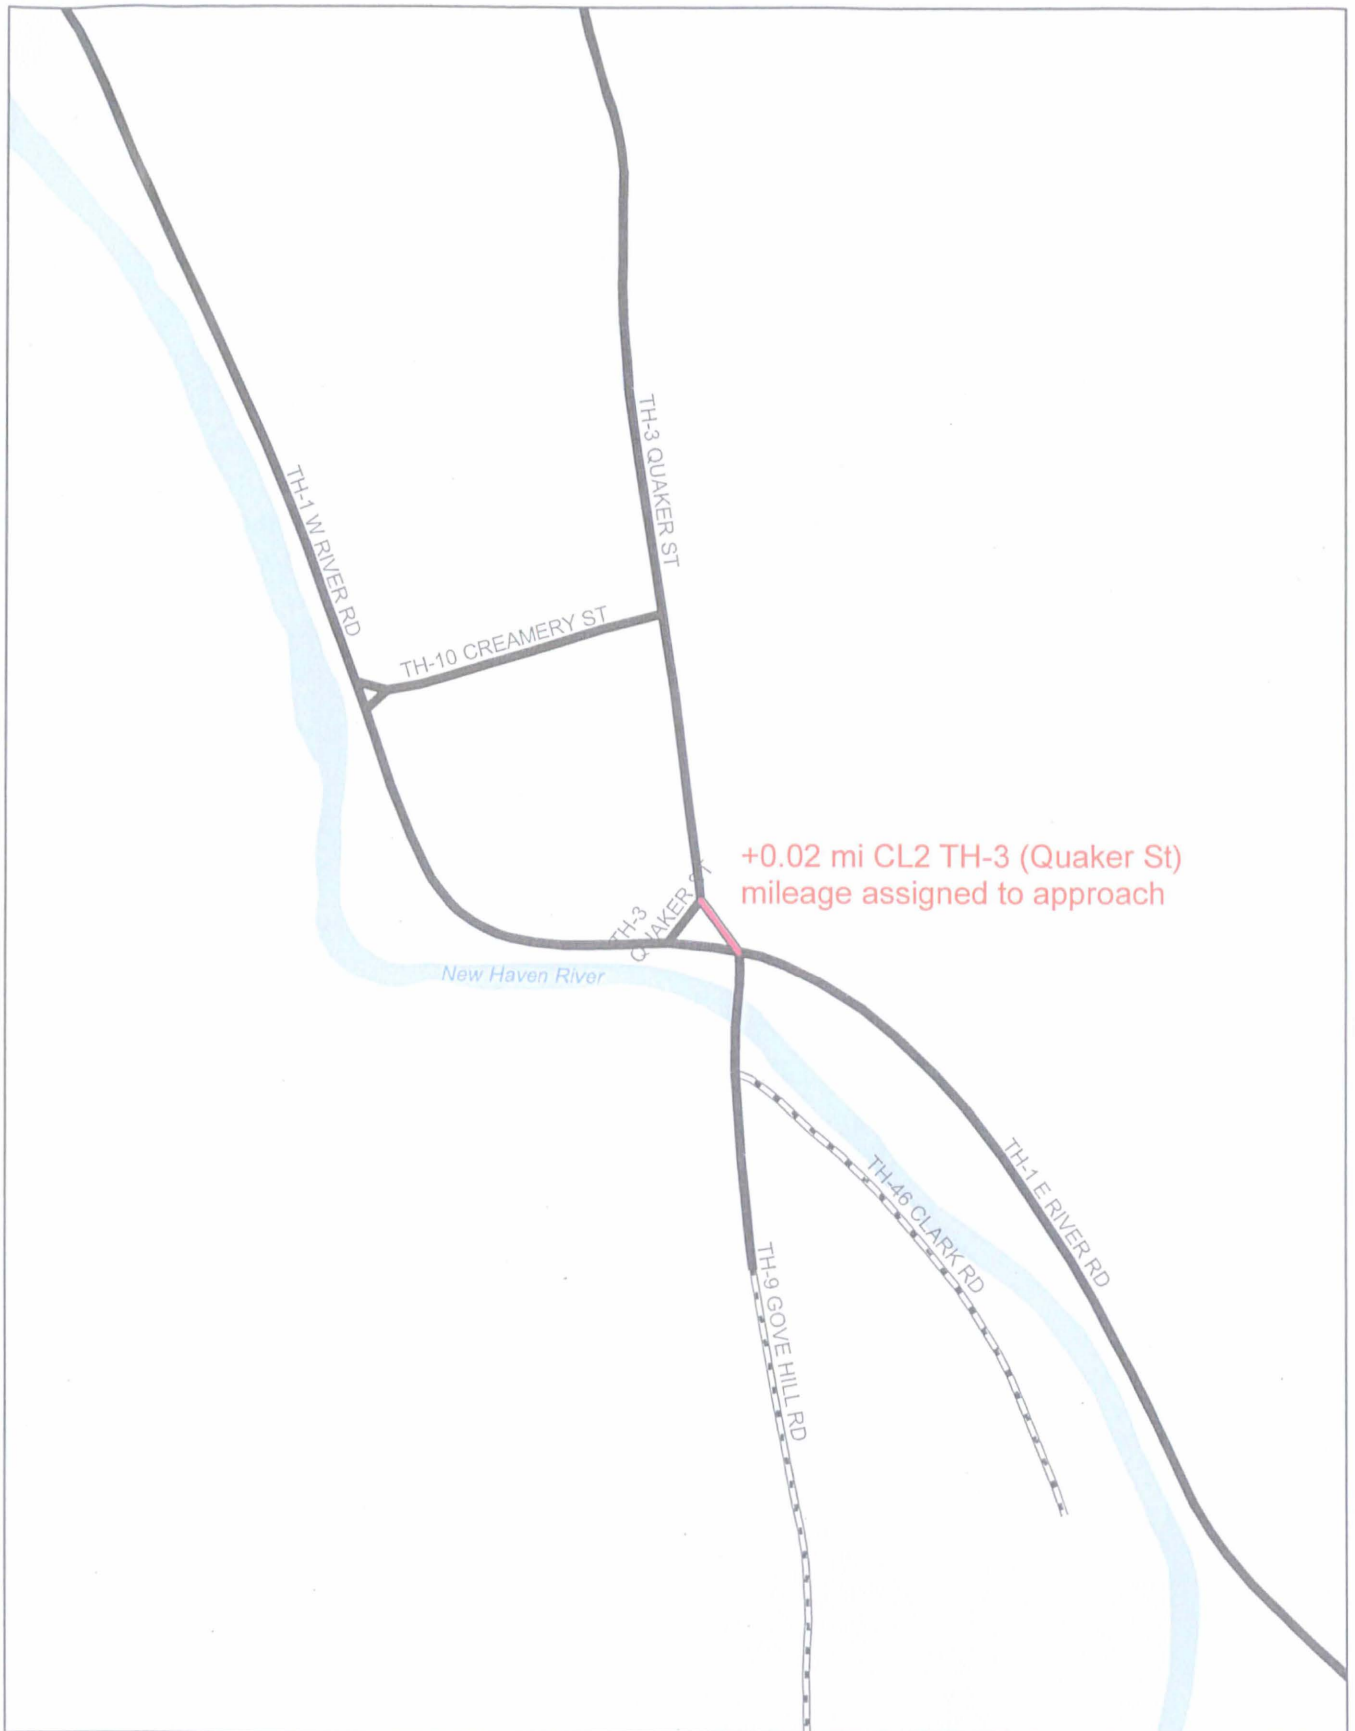 TH-3 QUAKER ST
TH-1 W RIVER RD
TH-10 CREAMERY ST
+0.02 mi CL2 TH-3 (Quaker St)
mileage assigned to approach
TH-3
QUAKER ST
New Haven River
TH-1 E RIVER RD
TH-46 CLARK RD
TH-9 GOVE HILL RD